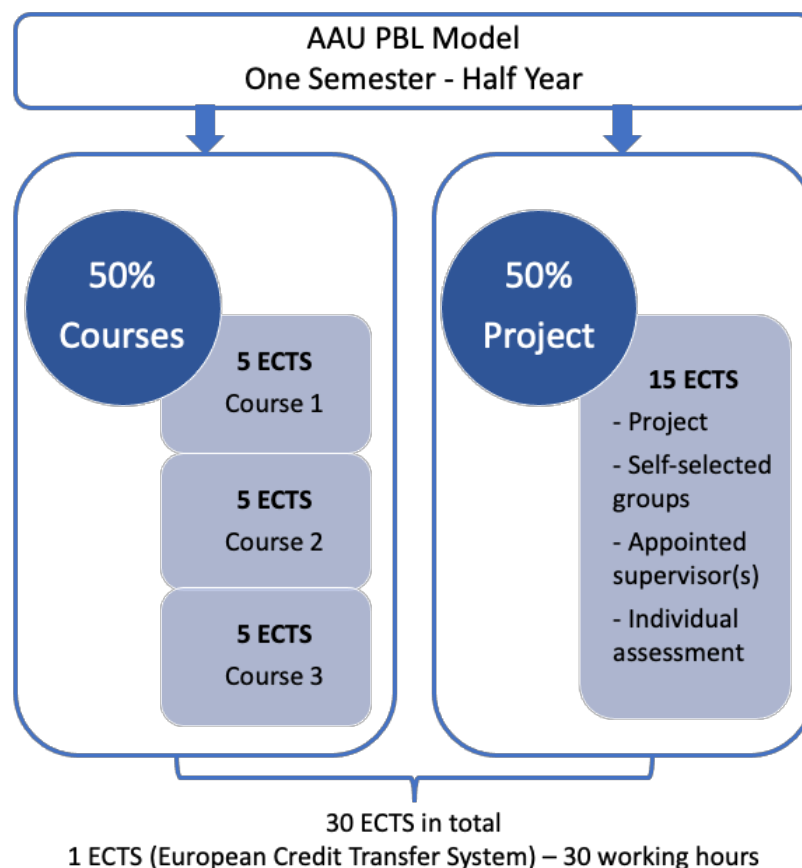 AAU PBL Model
One Semester - Half Year
50%
Courses
5 ECTS
Course 1
5 ECTS
Course 2
5 ECTS
Course 3
50%
Project
15 ECTS
- Project
- Self-selected
groups
- Appointed
supervisor(s)
- Individual
assessment
30 ECTS in total
1 ECTS (European Credit Transfer System) – 30 working hours